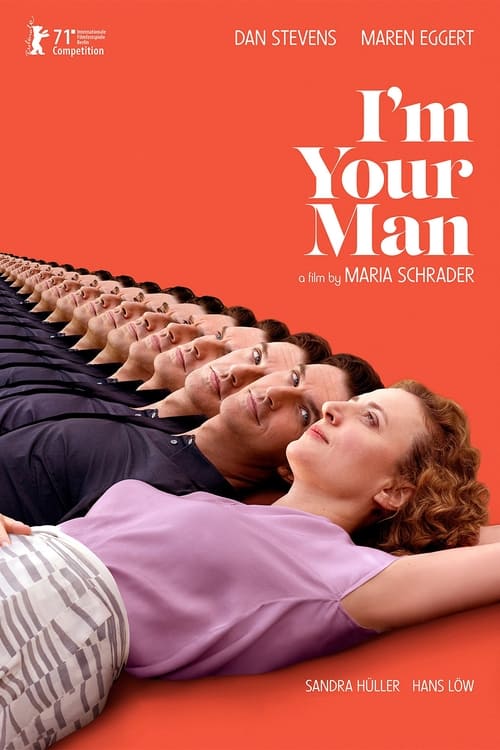 71st Internationale
Filmfestspiele
Berlin
Competition
DAN STEVENS MAREN EGGERT
I'm
Your
Man
a film by MARIA SCHRADER
SANDRA HÜLLER HANS LÖW